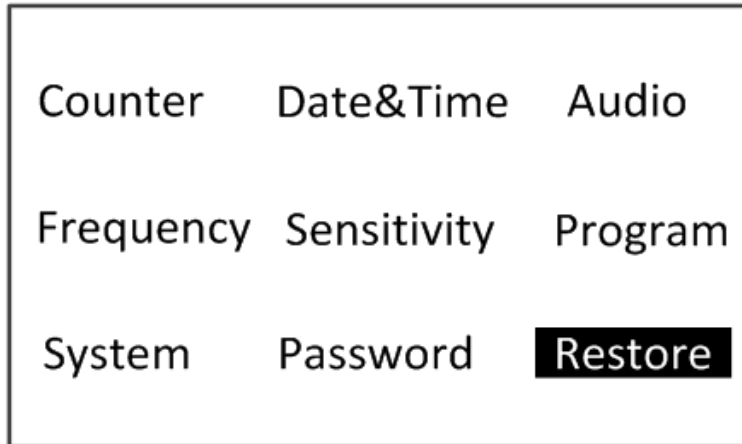 Counter Date&Time Audio
Frequency Sensitivity Program
System Password Restore